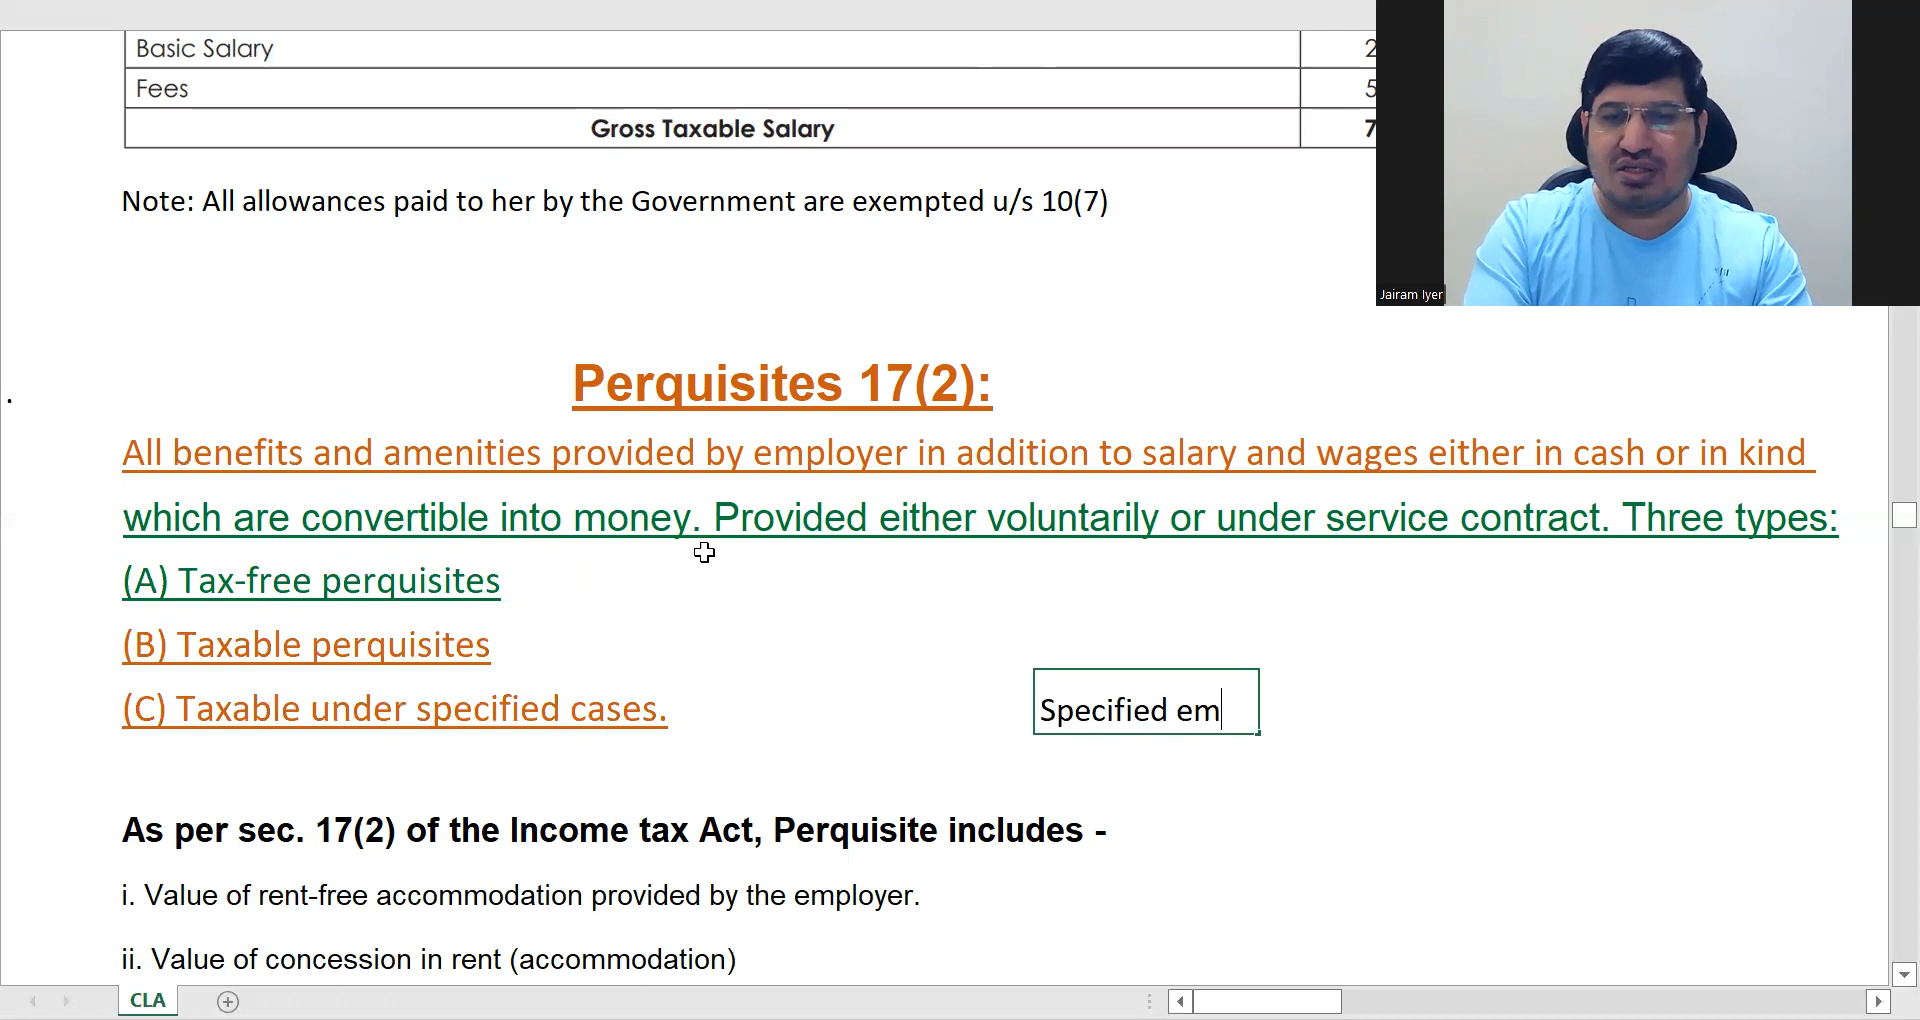 Basic Salary 2
Fees 5
Gross Taxable Salary 7
Note: All allowances paid to her by the Government are exempted u/s 10(7)
Jairam Iyer
Perquisites 17(2):
.
All benefits and amenities provided by employer in addition to salary and wages either in cash or in kind
which are convertible into money. Provided either voluntarily or under service contract. Three types:
(A) Tax-free perquisites
(B) Taxable perquisites
(C) Taxable under specified cases.
Specified em
As per sec. 17(2) of the Income tax Act, Perquisite includes -
i. Value of rent-free accommodation provided by the employer.
ii. Value of concession in rent (accommodation)
CLA